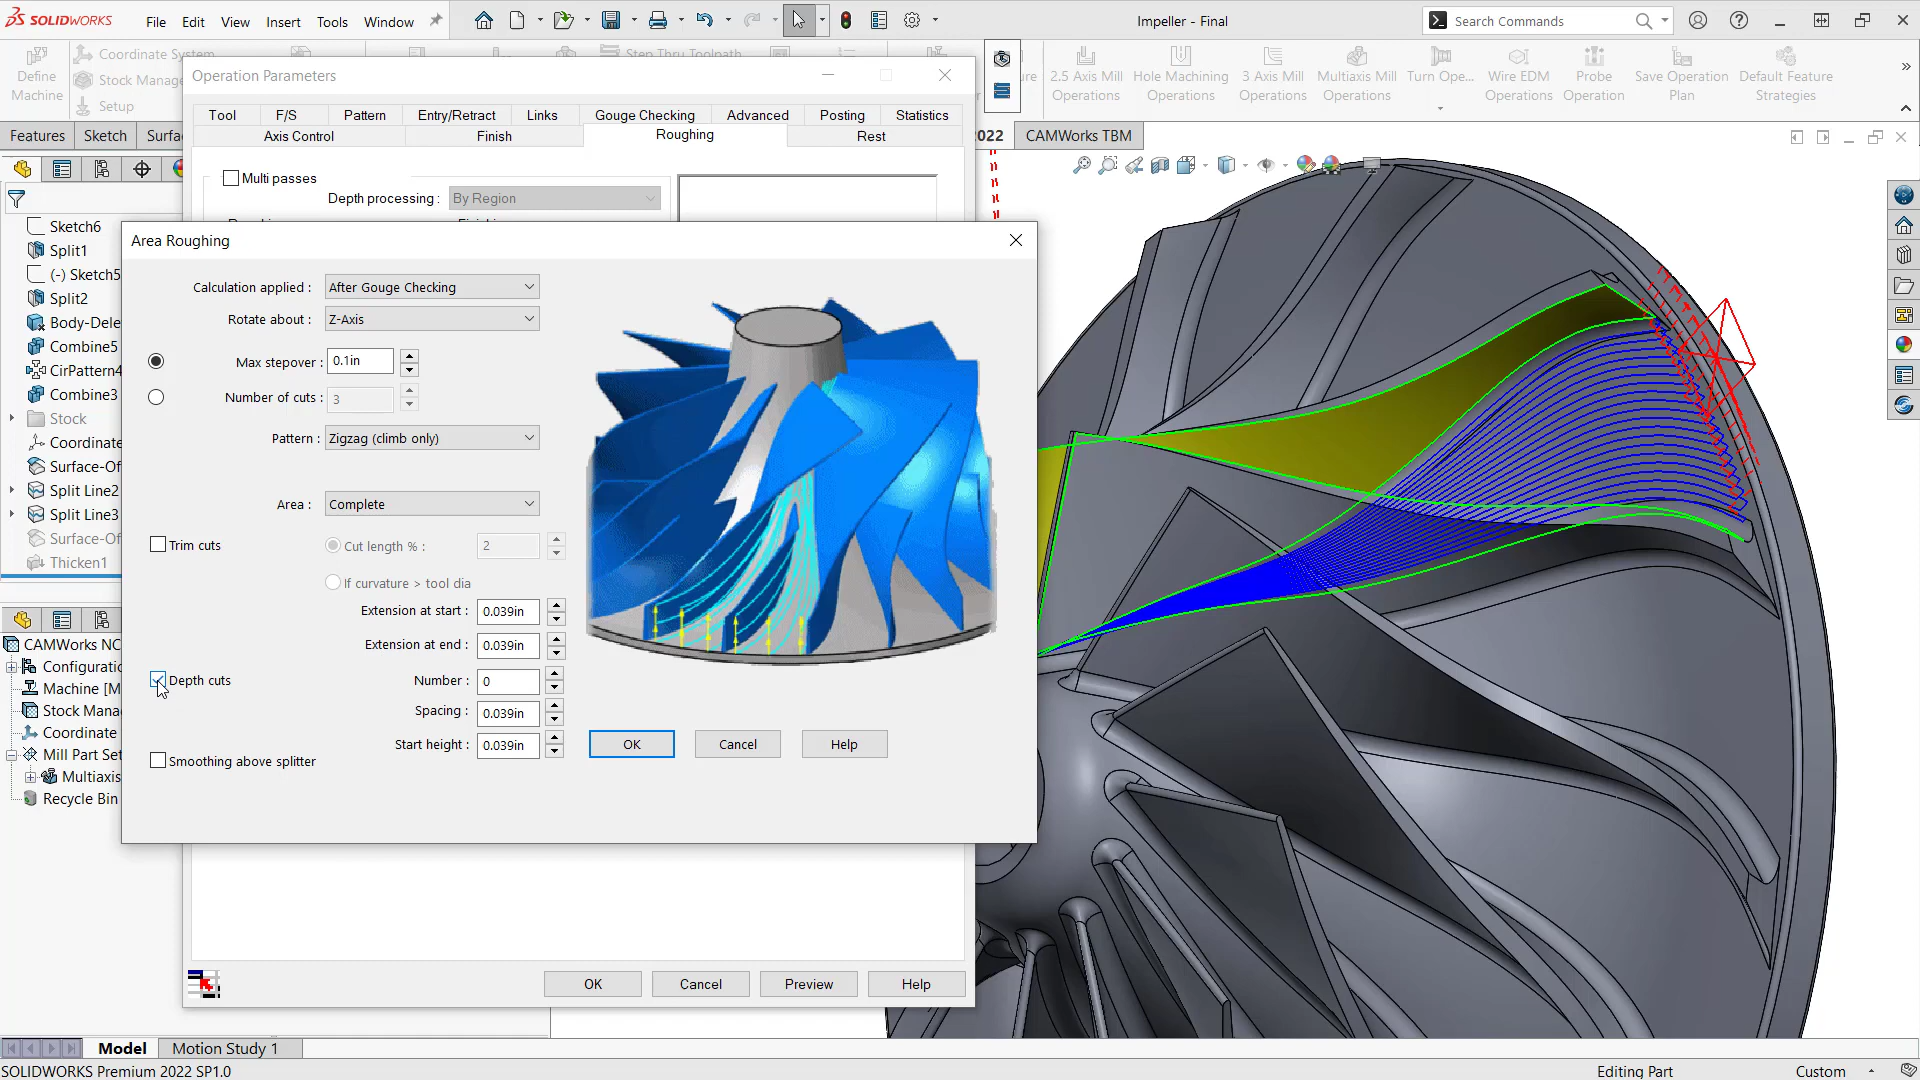 SOLIDWORKS
File Edit View Insert Tools Window
Impeller - Final
Search Commands
Define Machine
Coordinate System
Stock Manage
Setup
Step Thru Toolpath
2.5 Axis Mill Operations
Hole Machining Operations
3 Axis Mill Operations
Multiaxis Mill Operations
Turn Ope...
Wire EDM Operations
Probe Operation
Save Operation Plan
Default Feature Strategies
Features Sketch Surfac
2022 CAMWorks TBM
Operation Parameters
Tool F/S Pattern Entry/Retract Links Gouge Checking Advanced Posting Statistics
Axis Control Finish Roughing Rest
Multi passes
Depth processing : By Region
Area Roughing
Calculation applied : After Gouge Checking
Rotate about : Z-Axis
Max stepover : 0.1in
Number of cuts : 3
Pattern : Zigzag (climb only)
Area : Complete
Trim cuts
Cut length % : 2
If curvature > tool dia
Extension at start : 0.039in
Extension at end : 0.039in
Depth cuts
Number : 0
Spacing : 0.039in
Start height : 0.039in
Smoothing above splitter
OK Cancel Help
Sketch6
Split1
(-) Sketch5
Split2
Body-Dele
Combine5
CirPattern4
Combine3
Stock
Coordinate
Surface-Of
Split Line2
Split Line3
Surface-Of
Thicken1
CAMWorks NC
Configuratio
Machine [M
Stock Mana
Coordinate
Mill Part Set
Multiaxis
Recycle Bin
OK Cancel Preview Help
Model Motion Study 1
SOLIDWORKS Premium 2022 SP1.0
Editing Part Custom